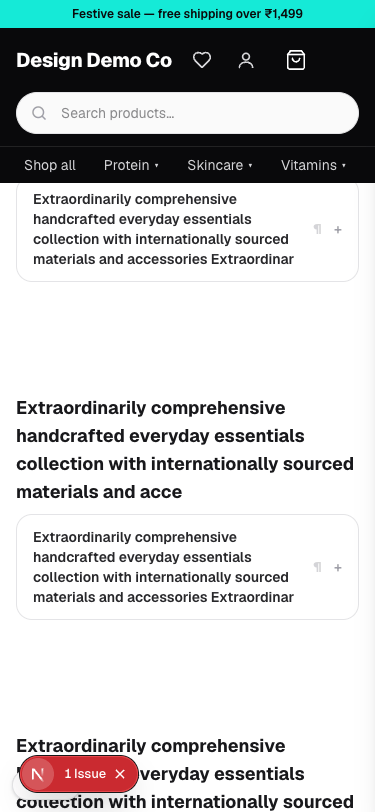 Festive sale — free shipping over ₹1,499
Design Demo Co
Search products…
Shop all Protein Skincare Vitamins
Extraordinarily comprehensive
handcrafted everyday essentials
collection with internationally sourced
materials and accessories Extraordinar
¶ +
Extraordinarily comprehensive
handcrafted everyday essentials
collection with internationally sourced
materials and acce
Extraordinarily comprehensive
handcrafted everyday essentials
collection with internationally sourced
materials and accessories Extraordinar
¶ +
Extraordinarily comprehensive
everyday essentials
N 1 Issue
collection with internationally sourced